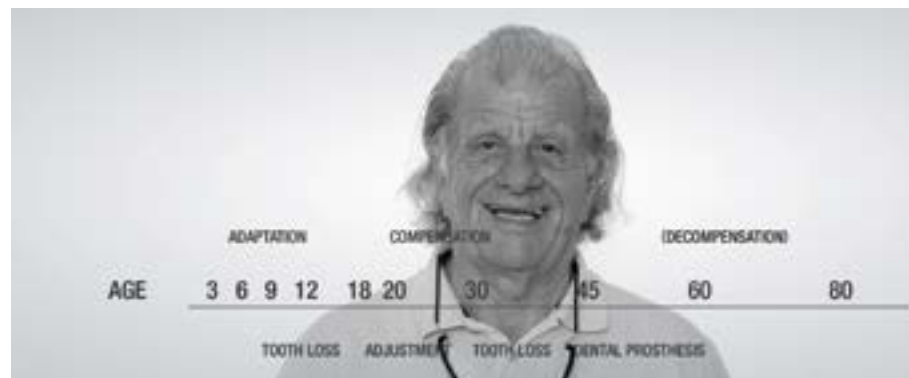 ADAPTATION COMPENSATION (DECOMPENSATION)
AGE 3 6 9 12 18 20 30 45 60 80
TOOTH LOSS ADJUSTMENT TOOTH LOSS DENTAL PROSTHESIS